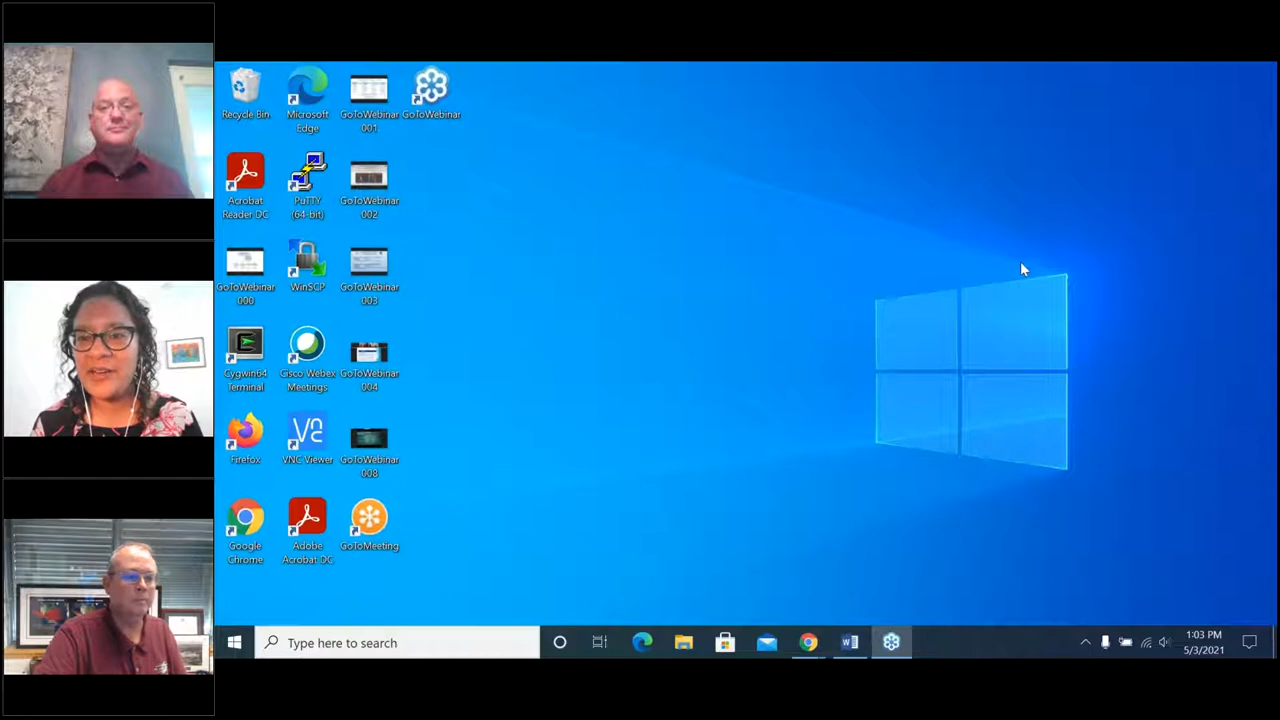 Recycle Bin
Microsoft
Edge
GoToWebinar
001
GoToWebinar
Acrobat
Reader DC
PuTTY
(64-bit)
GoToWebinar
002
GoToWebinar
000
WinSCP
GoToWebinar
003
Cygwin64
Terminal
Cisco Webex
Meetings
GoToWebinar
004
Firefox
VNC Viewer
GoToWebinar
008
Google
Chrome
Adobe
Acrobat DC
GoToMeeting
Type here to search
1:03 PM
5/3/2021